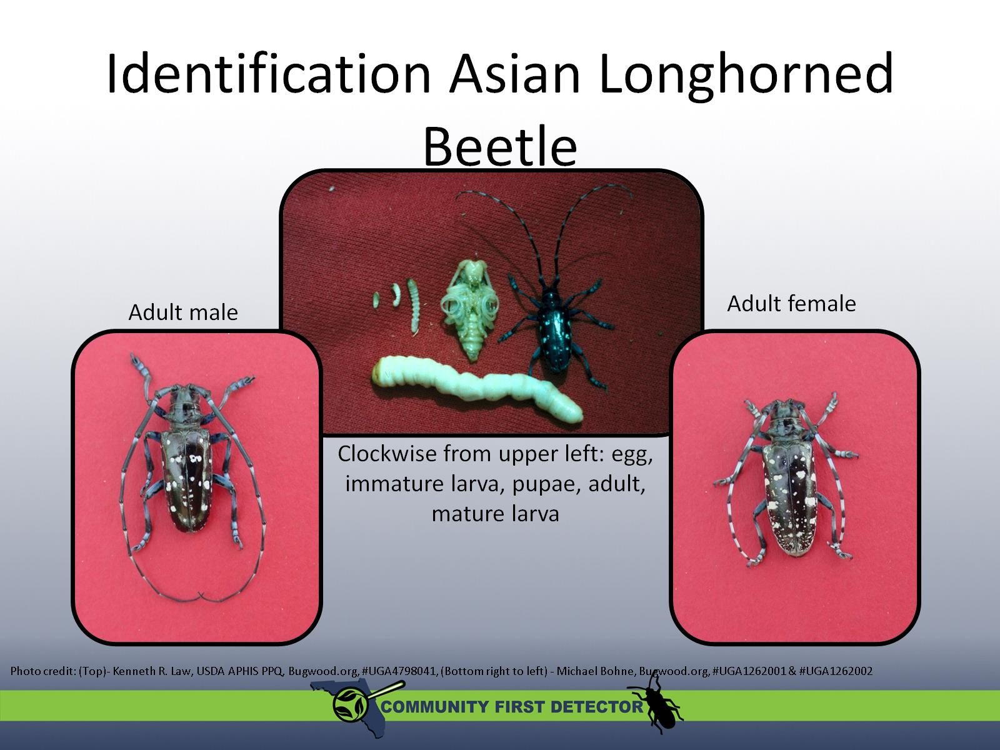 Identification Asian Longhorned
Beetle
Adult male
Adult female
Clockwise from upper left: egg,
immature larva, pupae, adult,
mature larva
Photo credit: (Top)- Kenneth R. Law, USDA APHIS PPQ, Bugwood.org, #UGA4798041, (Bottom right to left) - Michael Bohne, Bugwood.org, #UGA1262001 & #UGA1262002
COMMUNITY FIRST DETECTOR